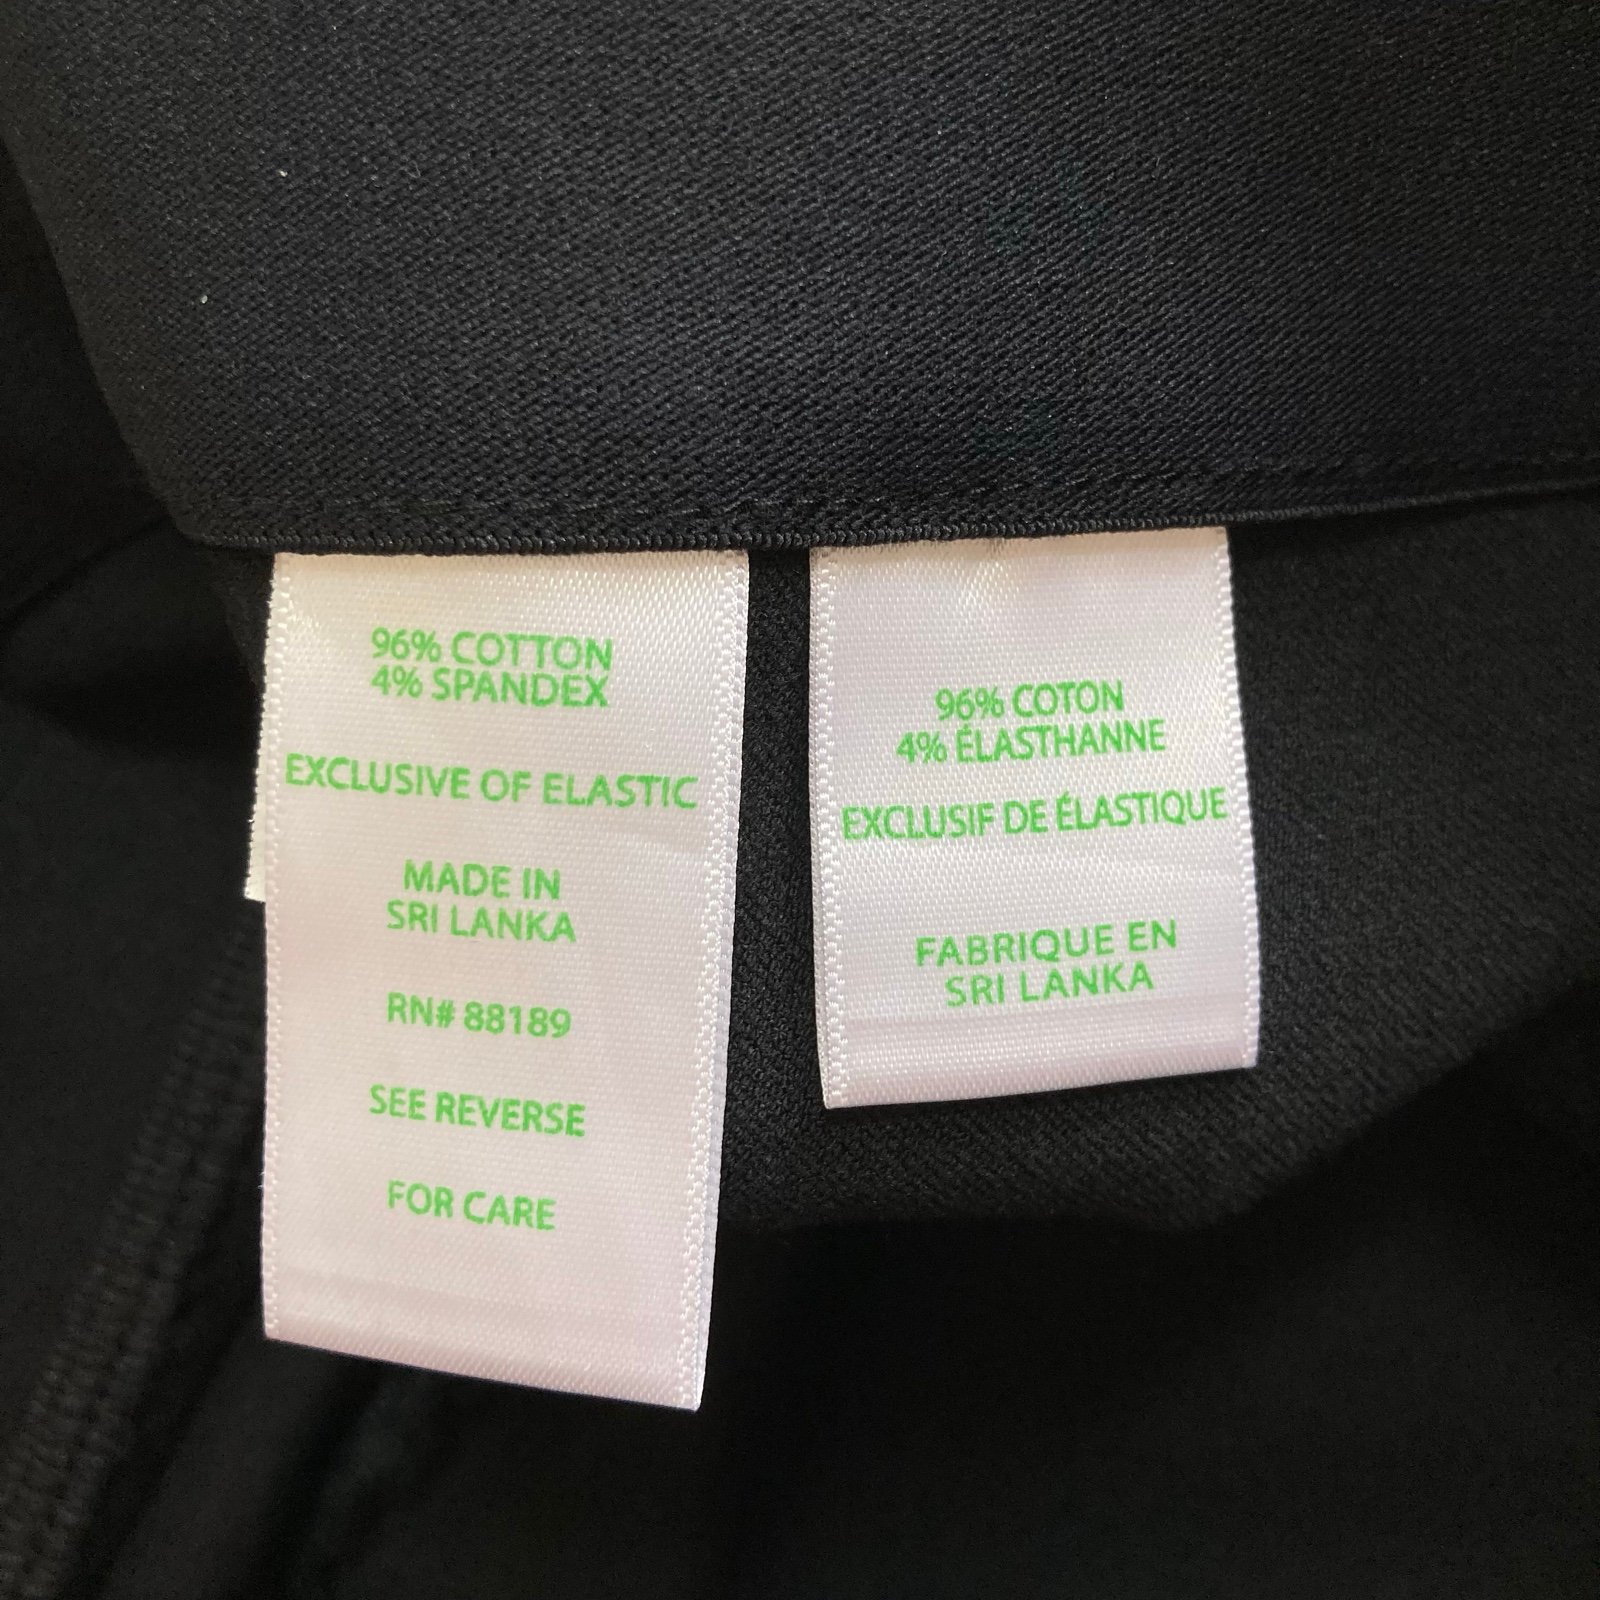 96% COTTON
4% SPANDEX
EXCLUSIVE OF ELASTIC
MADE IN
SRI LANKA
RN# 88189
SEE REVERSE
FOR CARE
96% COTON
4% ÉLASTHANNE
EXCLUSIF DE ÉLASTIQUE
FABRIQUE EN
SRI LANKA